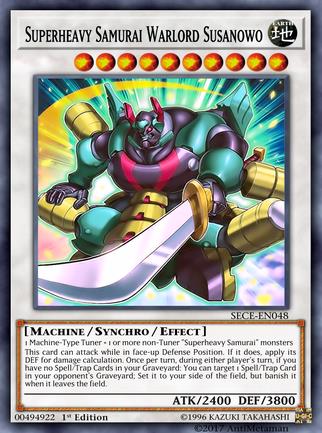 Superheavy Samurai Warlord Susanowo
EARTH
地
SECE-EN048
[Machine / Synchro / Effect]
1 Machine-Type Tuner + 1 or more non-Tuner "Superheavy Samurai" monsters
This card can attack while in face-up Defense Position. If it does, apply its
DEF for damage calculation. Once per turn, during either player's turn, if you
have no Spell/Trap Cards in your Graveyard: You can target 1 Spell/Trap Card
in your opponent's Graveyard; Set it to your side of the field, but banish it
when it leaves the field.
ATK/2400 DEF/3800
00494922 1st Edition ©1996 KAZUKI TAKAHASHI
©2017 AntiMetaman